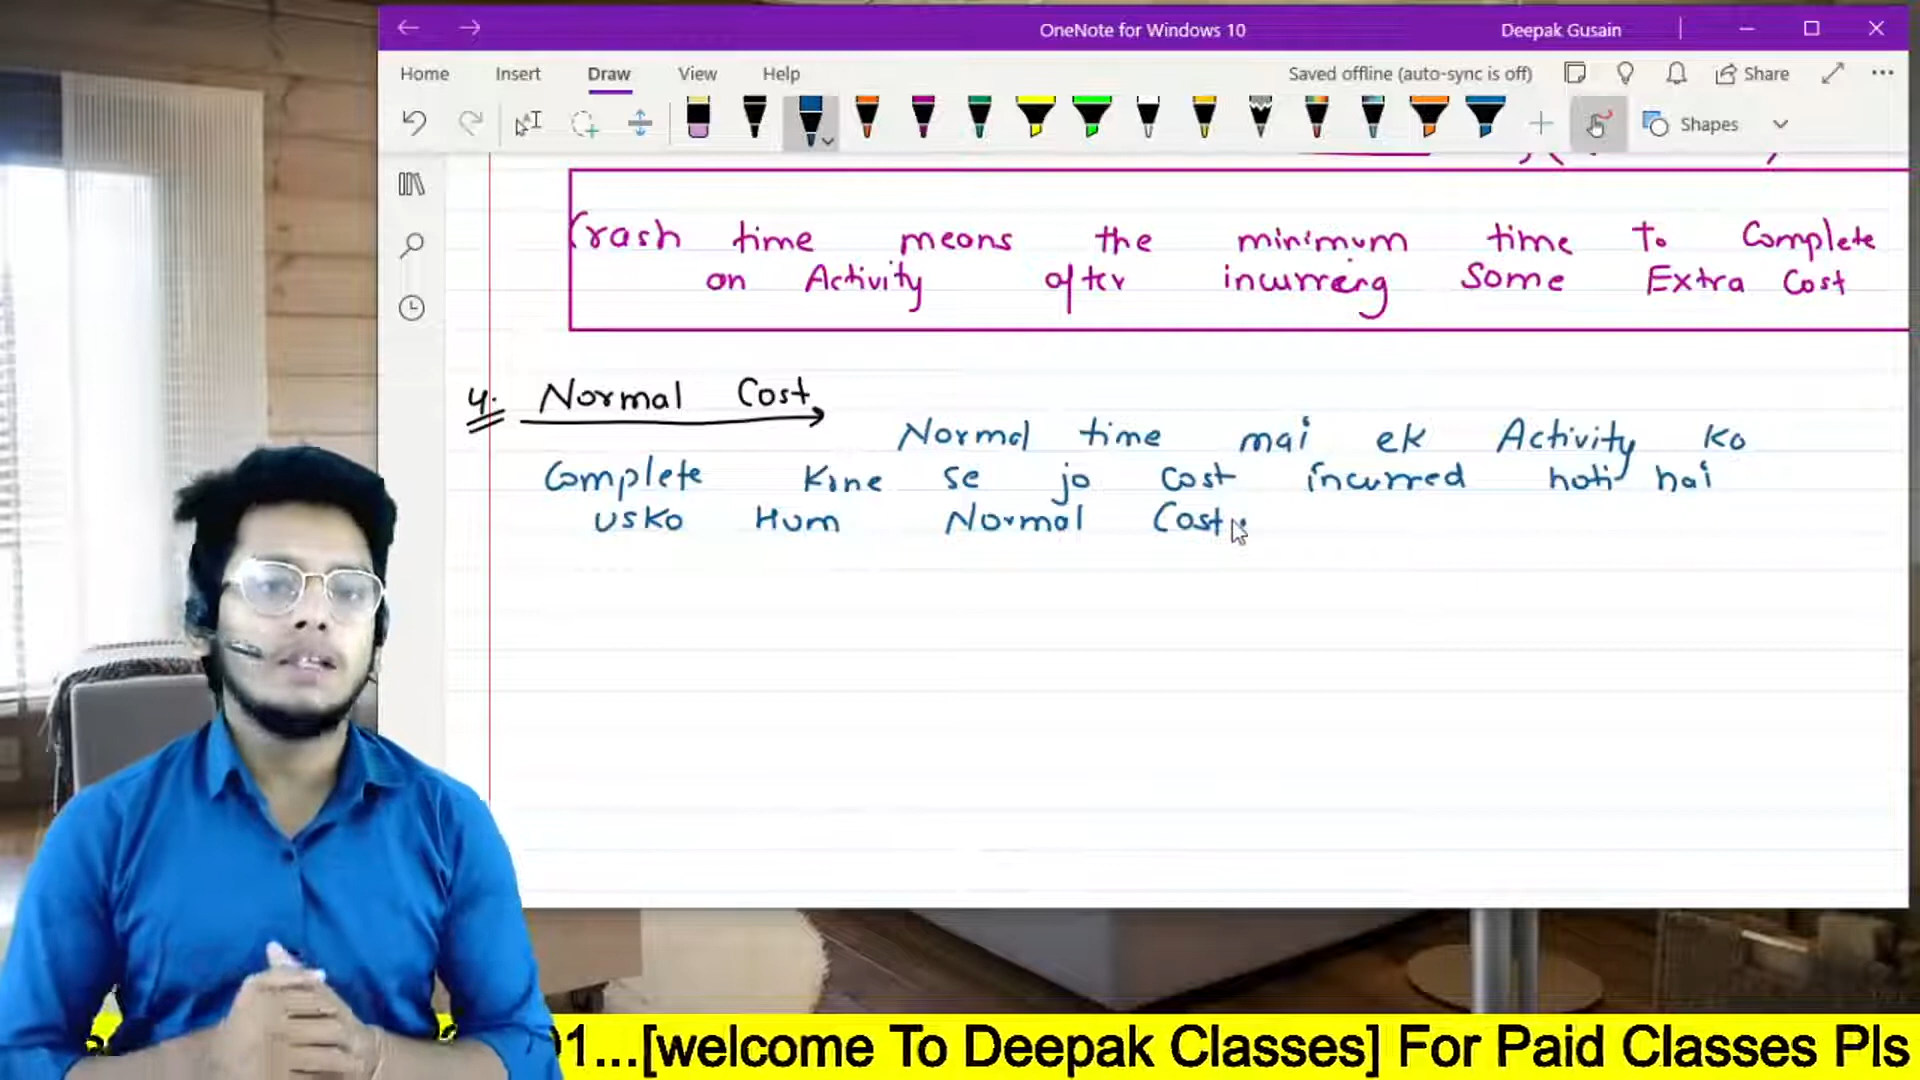 OneNote for Windows 10
Deepak Gusain
Home Insert Draw View Help
Saved offline (auto-sync is off)
Share
Shapes
Crash time means the minimum time To Complete
an Activity after incurring Some Extra Cost
4. Normal Cost
Normal time mai ek Activity ko
Complete Krne se jo Cost incurred hoti hai
usko Hum Normal Cost
01...[welcome To Deepak Classes] For Paid Classes Pls